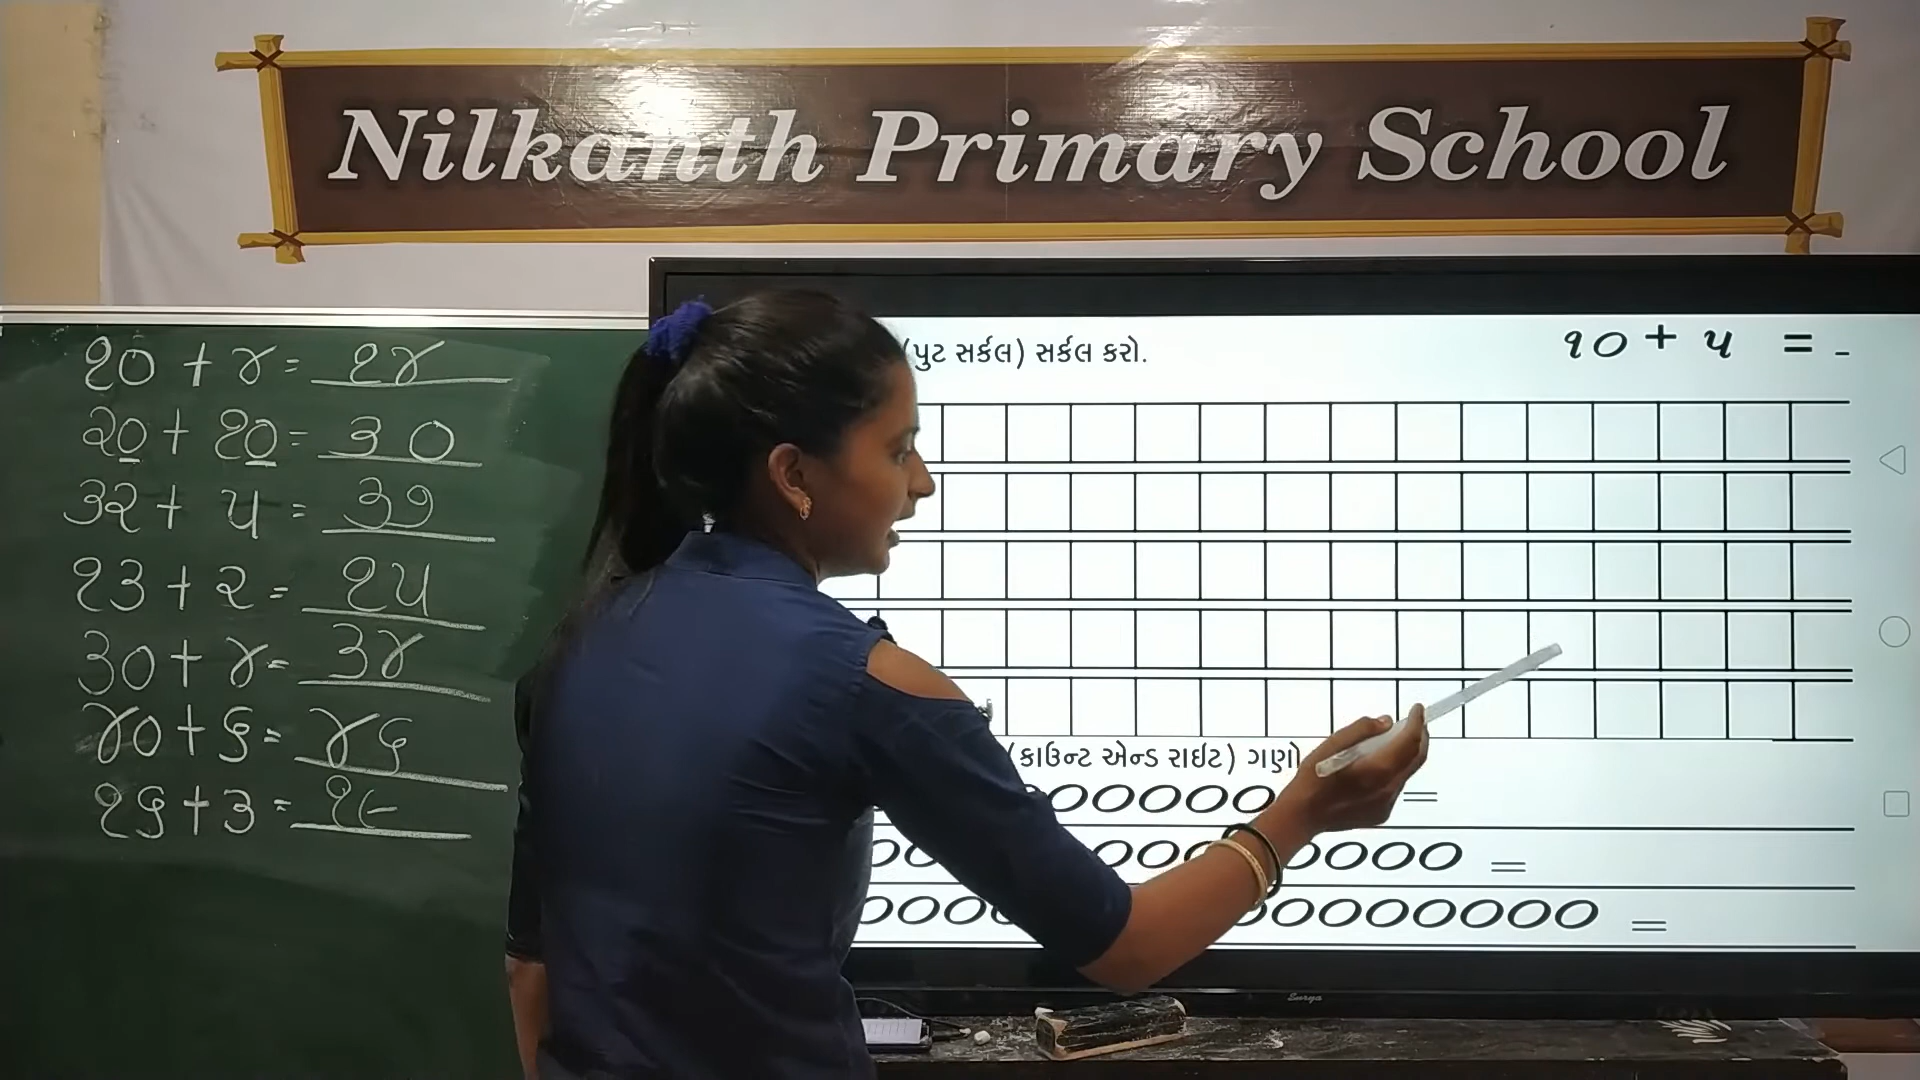 Nilkanth Primary School
૧૦ + ૪ = ૧૪
૨૦ + ૧૦ = ૩૦
૩૨ + ૫ = ૩૭
૧૩ + ૨ = ૧૫
૩૦ + ૪ = ૩૪
૪૦ + ૬ = ૪૬
૧૬ + ૩ = ૧૯
(પુટ સર્કલ) સર્કલ કરો.
૧૦ + ૫ = -
(કાઉન્ટ એન્ડ રાઇટ) ગણો
=
=
=
Surya